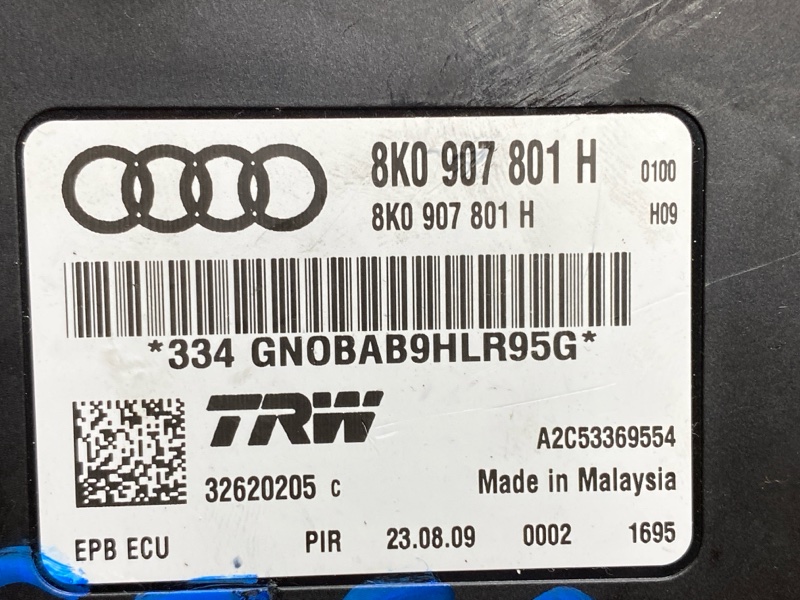 8K0 907 801 H 0100
8K0 907 801 H H09
*334 GN0BAB9HLR95G*
TRW
A2C53369554
32620205 C Made in Malaysia
EPB ECU PIR 23.08.09 0002 1695